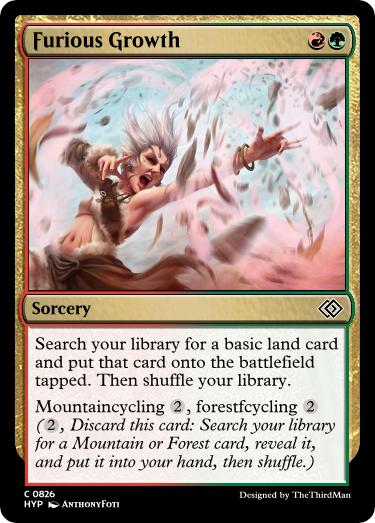 Furious Growth
Sorcery
Search your library for a basic land card
and put that card onto the battlefield
tapped. Then shuffle your library.
Mountaincycling 2 , forestfcycling 2
( 2 , Discard this card: Search your library
for a Mountain or Forest card, reveal it,
and put it into your hand, then shuffle.)
C 0826
HYP AnthonyFoti
Designed by TheThirdMan